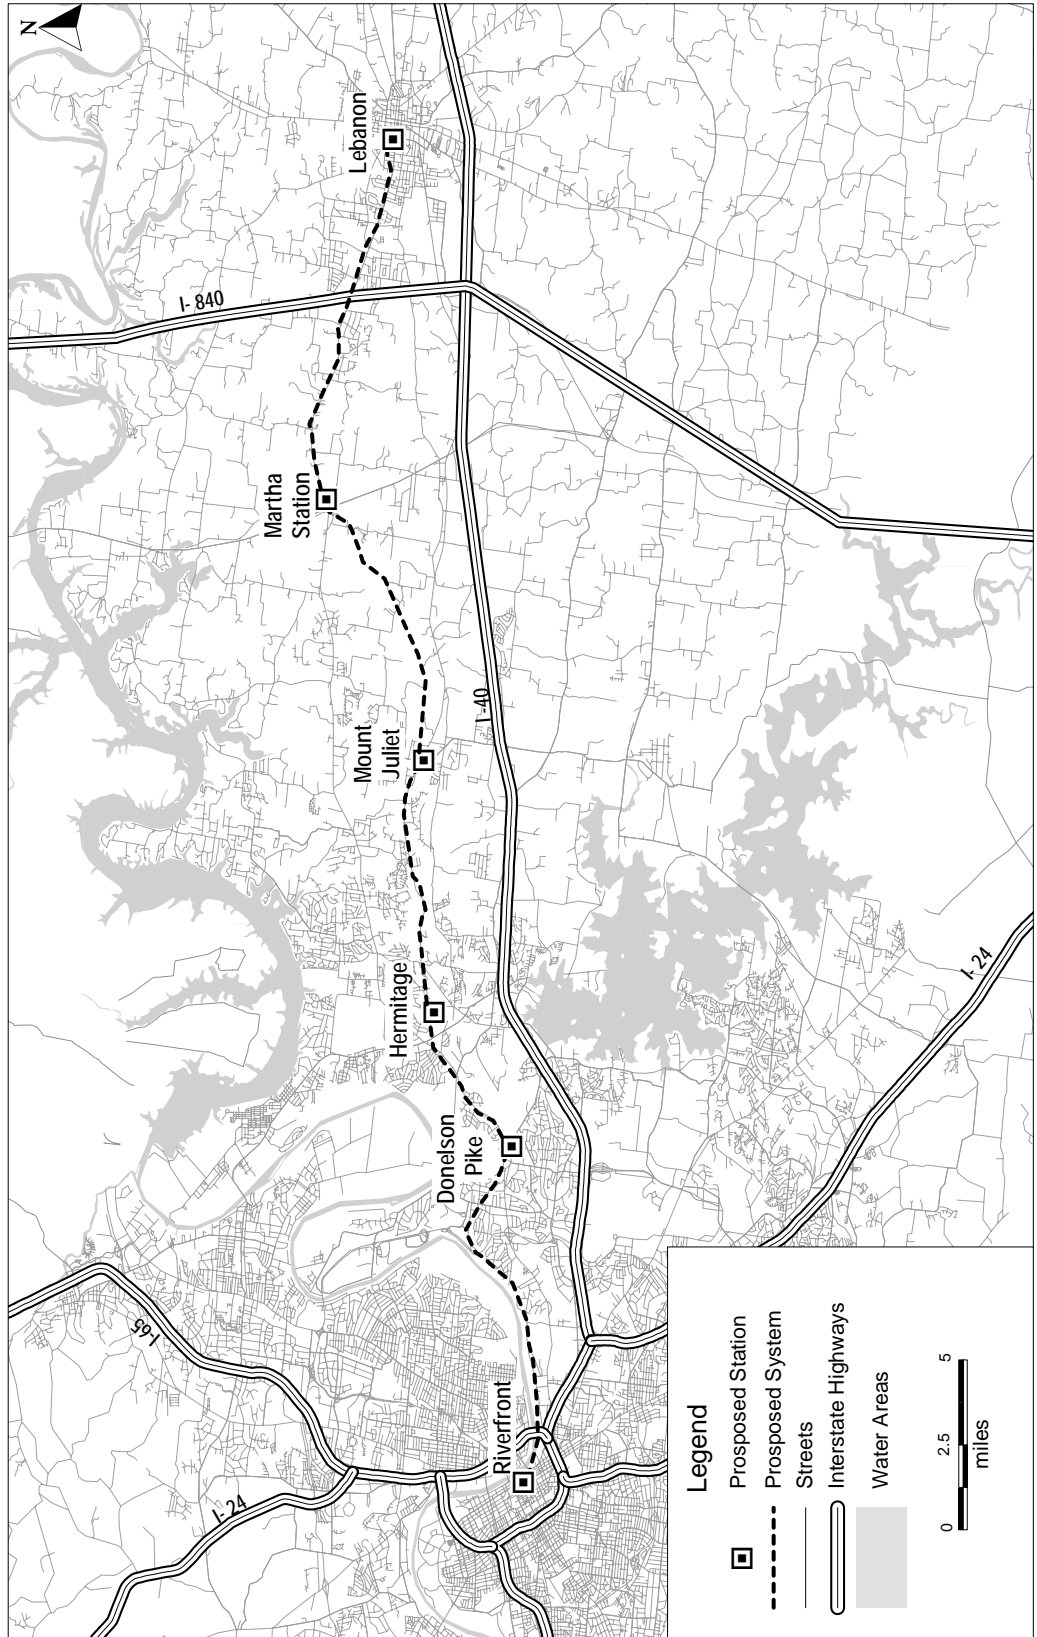 N
Lebanon
I- 840
Martha
Station
Mount
Juliet
I -40
Hermitage
I- 24
Donelson
Pike
I-65
Riverfront
I- 24
Legend
Prosposed Station
Prosposed System
Streets
Interstate Highways
Water Areas
0
2.5
5
miles